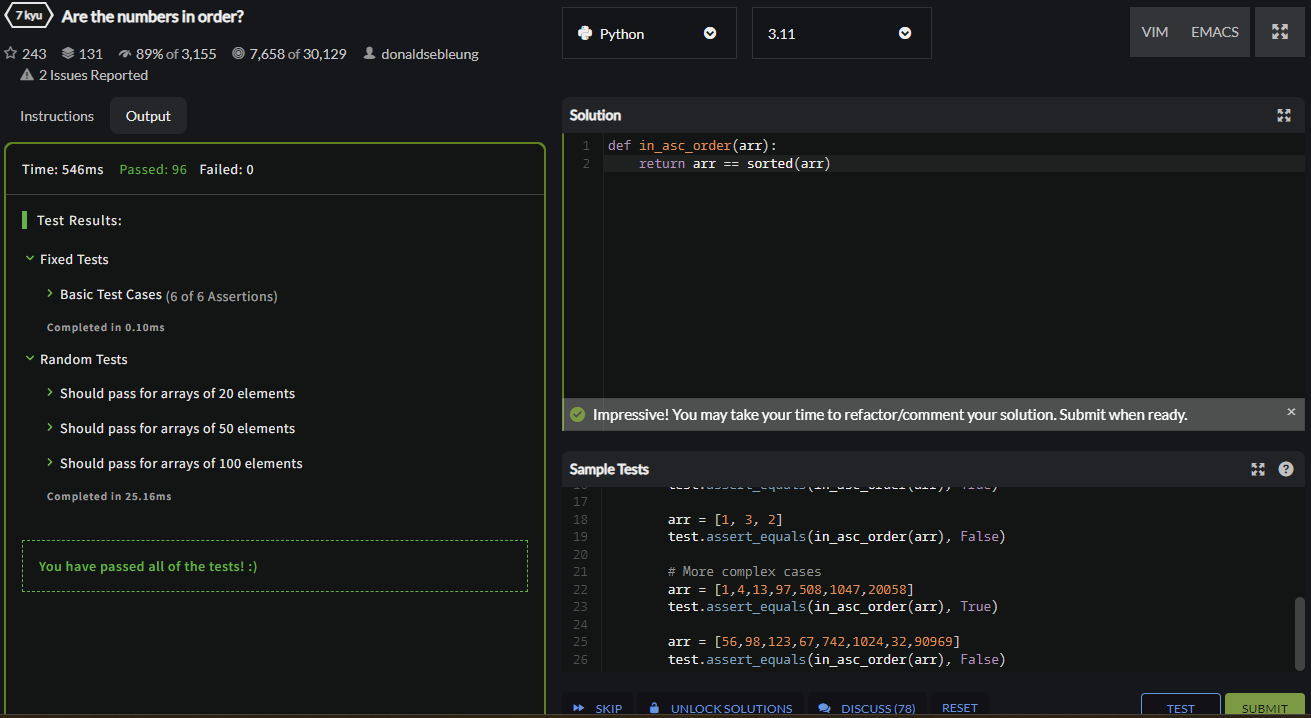 7 kyu Are the numbers in order?
243 131 89% of 3,155 7,658 of 30,129 donaldsebleung
2 Issues Reported
Instructions Output
Time: 546ms Passed: 96 Failed: 0
Test Results:
Fixed Tests
Basic Test Cases (6 of 6 Assertions)
Completed in 0.10ms
Random Tests
Should pass for arrays of 20 elements
Should pass for arrays of 50 elements
Should pass for arrays of 100 elements
Completed in 25.16ms
You have passed all of the tests! :)
Python 3.11 VIM EMACS
Solution
1 def in_asc_order(arr):
2 return arr == sorted(arr)
Impressive! You may take your time to refactor/comment your solution. Submit when ready.
Sample Tests
16 test.assert_equals(in_asc_order(arr), True)
17
18 arr = [1, 3, 2]
19 test.assert_equals(in_asc_order(arr), False)
20
21 # More complex cases
22 arr = [1,4,13,97,508,1047,20058]
23 test.assert_equals(in_asc_order(arr), True)
24
25 arr = [56,98,123,67,742,1024,32,90969]
26 test.assert_equals(in_asc_order(arr), False)
SKIP UNLOCK SOLUTIONS DISCUSS (78) RESET TEST SUBMIT